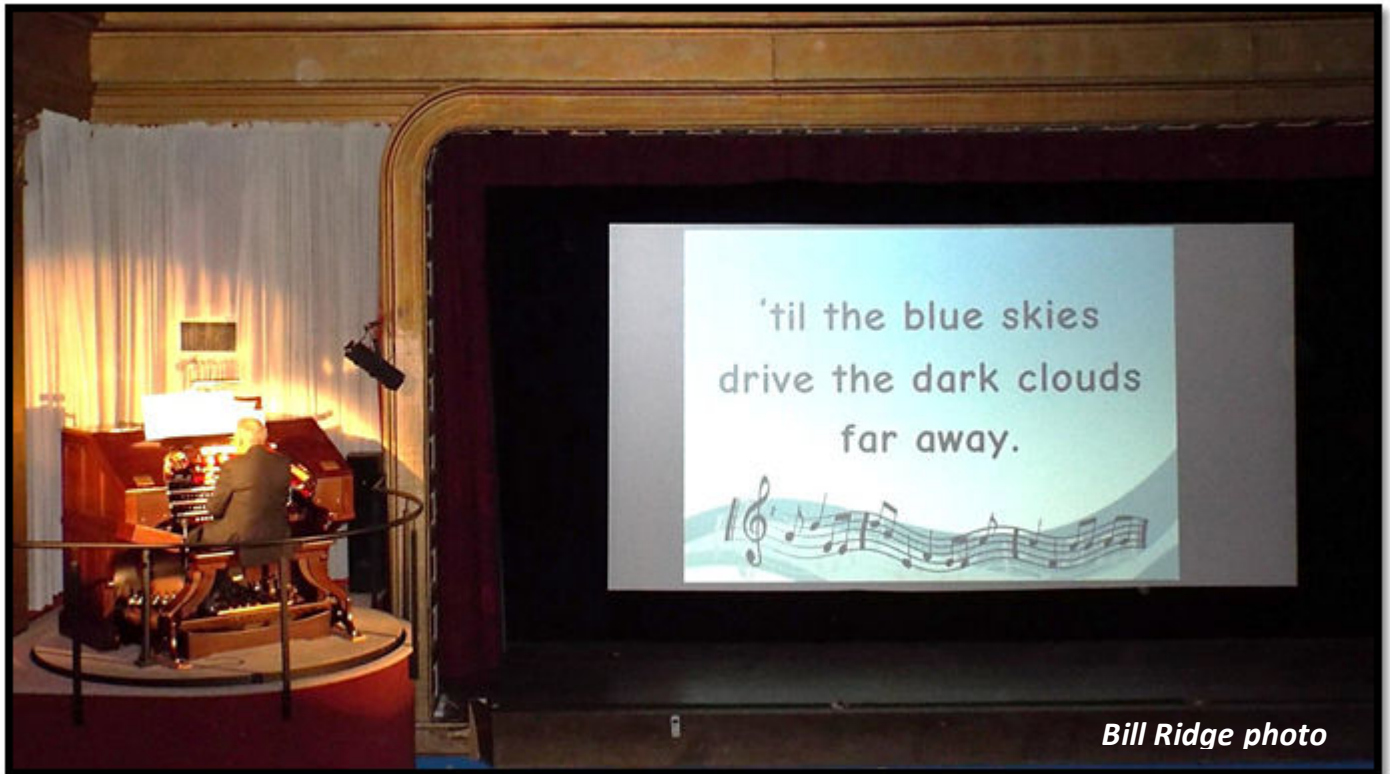 ‘til the blue skies
drive the dark clouds
far away.
Bill Ridge photo